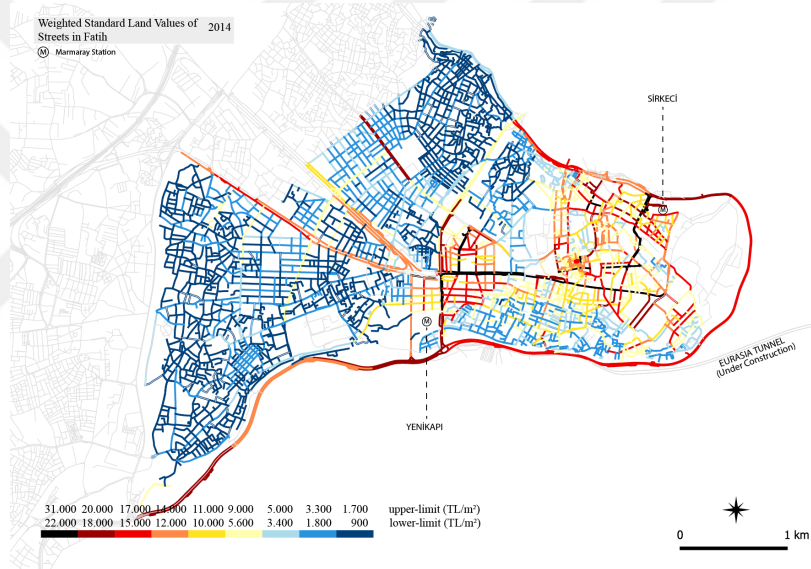 Weighted Standard Land Values of 2014
Streets in Fatih
M Marmaray Station
SİRKECİ
M
M
EURASIA TUNNEL
(Under Construction)
YENİKAPI
31.000 20.000 17.000 14.000 11.000 9.000 5.000 3.300 1.700 upper-limit (TL/m²)
22.000 18.000 15.000 12.000 10.000 5.600 3.400 1.800 900 lower-limit (TL/m²)
0 1 km